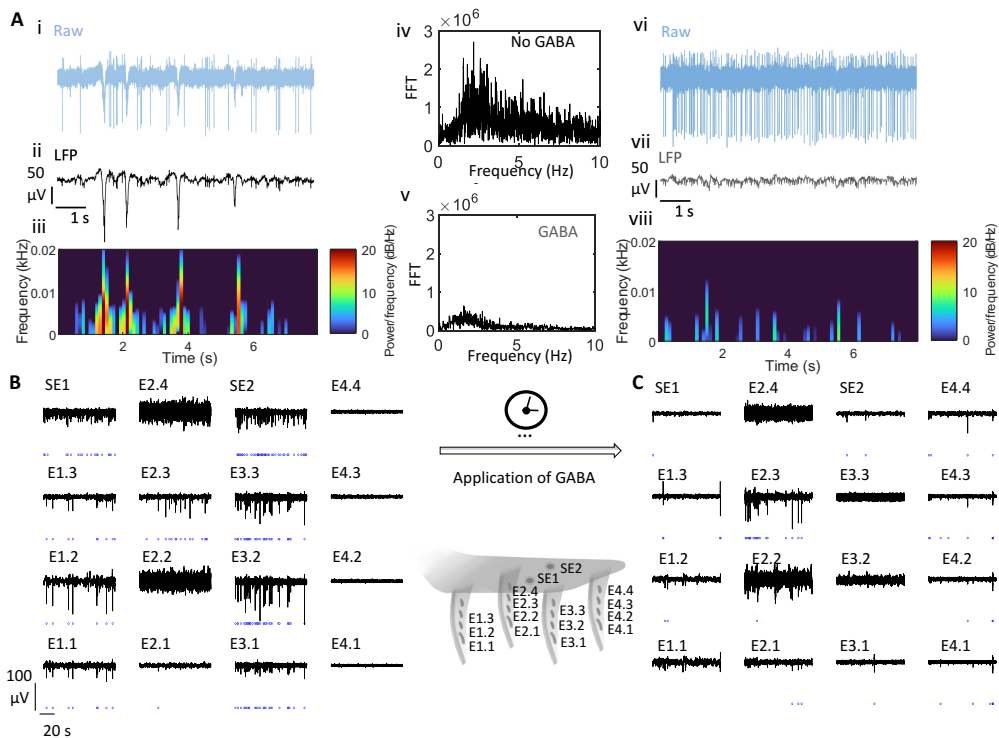 A
i
Raw
ii
LFP
50
µV
1 s
iii
Frequency (kHz)
0.02
0.01
0
2
4
6
Time (s)
20
10
0
Power/frequency (dB/Hz)
iv
×10⁶
No GABA
FFT
3
2
1
0
0
5
10
Frequency (Hz)
v
×10⁶
GABA
FFT
3
2
1
0
0
5
10
Frequency (Hz)
vi
Raw
vii
LFP
50
µV
1 s
viii
Frequency (kHz)
0.02
0.01
0
2
4
6
Time (s)
20
10
0
Power/frequency (dB/Hz)
B
SE1 E2.4 SE2 E4.4
E1.3 E2.3 E3.3 E4.3
E1.2 E2.2 E3.2 E4.2
E1.1 E2.1 E3.1 E4.1
100
µV
20 s
...
Application of GABA
SE2
SE1
E2.4
E2.3
E2.2
E2.1
E1.3
E1.2
E1.1
E3.3
E3.2
E3.1
E4.4
E4.3
E4.2
E4.1
C
SE1 E2.4 SE2 E4.4
E1.3 E2.3 E3.3 E4.3
E1.2 E2.2 E3.2 E4.2
E1.1 E2.1 E3.1 E4.1